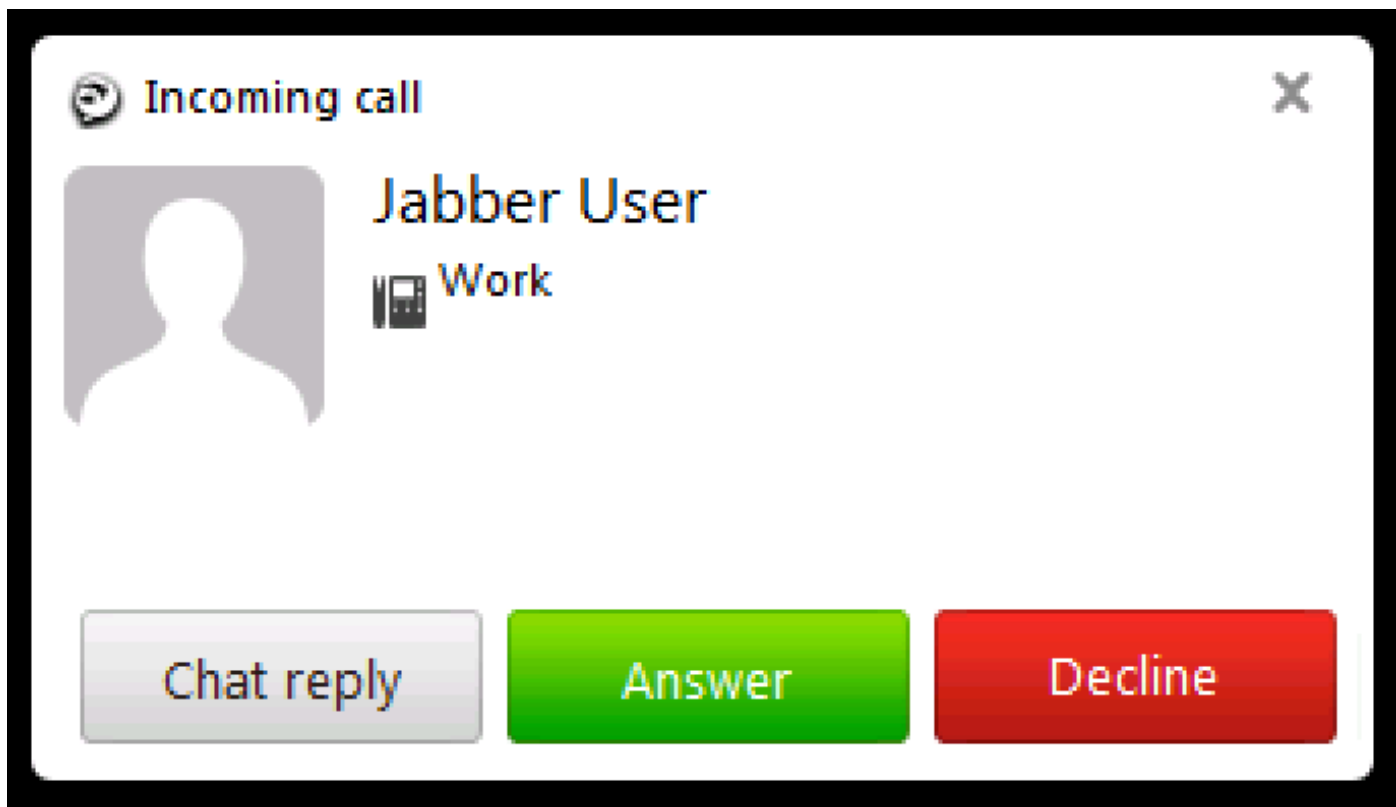 Incoming call
Jabber User
Work
Chat reply
Answer
Decline